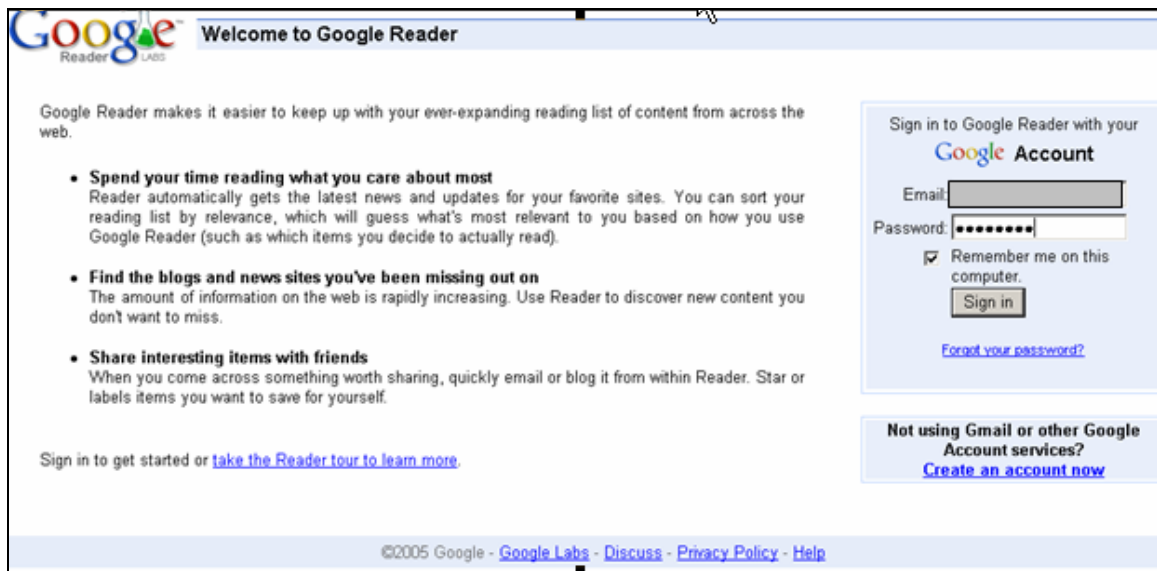 Google
Reader LABS
Welcome to Google Reader
Google Reader makes it easier to keep up with your ever-expanding reading list of content from across the
web.
• Spend your time reading what you care about most
Reader automatically gets the latest news and updates for your favorite sites. You can sort your
reading list by relevance, which will guess what's most relevant to you based on how you use
Google Reader (such as which items you decide to actually read).
• Find the blogs and news sites you've been missing out on
The amount of information on the web is rapidly increasing. Use Reader to discover new content you
don't want to miss.
• Share interesting items with friends
When you come across something worth sharing, quickly email or blog it from within Reader. Star or
labels items you want to save for yourself.
Sign in to get started or take the Reader tour to learn more.
Sign in to Google Reader with your
Google Account
Email:
Password: ••••••••
Remember me on this
computer.
Sign in
Forgot your password?
Not using Gmail or other Google
Account services?
Create an account now
©2005 Google - Google Labs - Discuss - Privacy Policy - Help